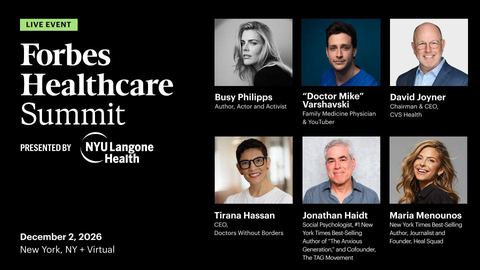 LIVE EVENT
Forbes
Healthcare
Summit
PRESENTED BY NYU Langone
Health
December 2, 2026
New York, NY + Virtual
Busy Philipps
Author, Actor and Activist
"Doctor Mike"
Varshavski
Family Medicine Physician
& YouTuber
David Joyner
Chairman & CEO,
CVS Health
Tirana Hassan
CEO,
Doctors Without Borders
Jonathan Haidt
Social Psychologist, #1 New
York Times Best-Selling
Author of "The Anxious
Generation," and Cofounder,
The TAG Movement
Maria Menounos
New York Times Best-Selling
Author, Journalist and
Founder, Heal Squad